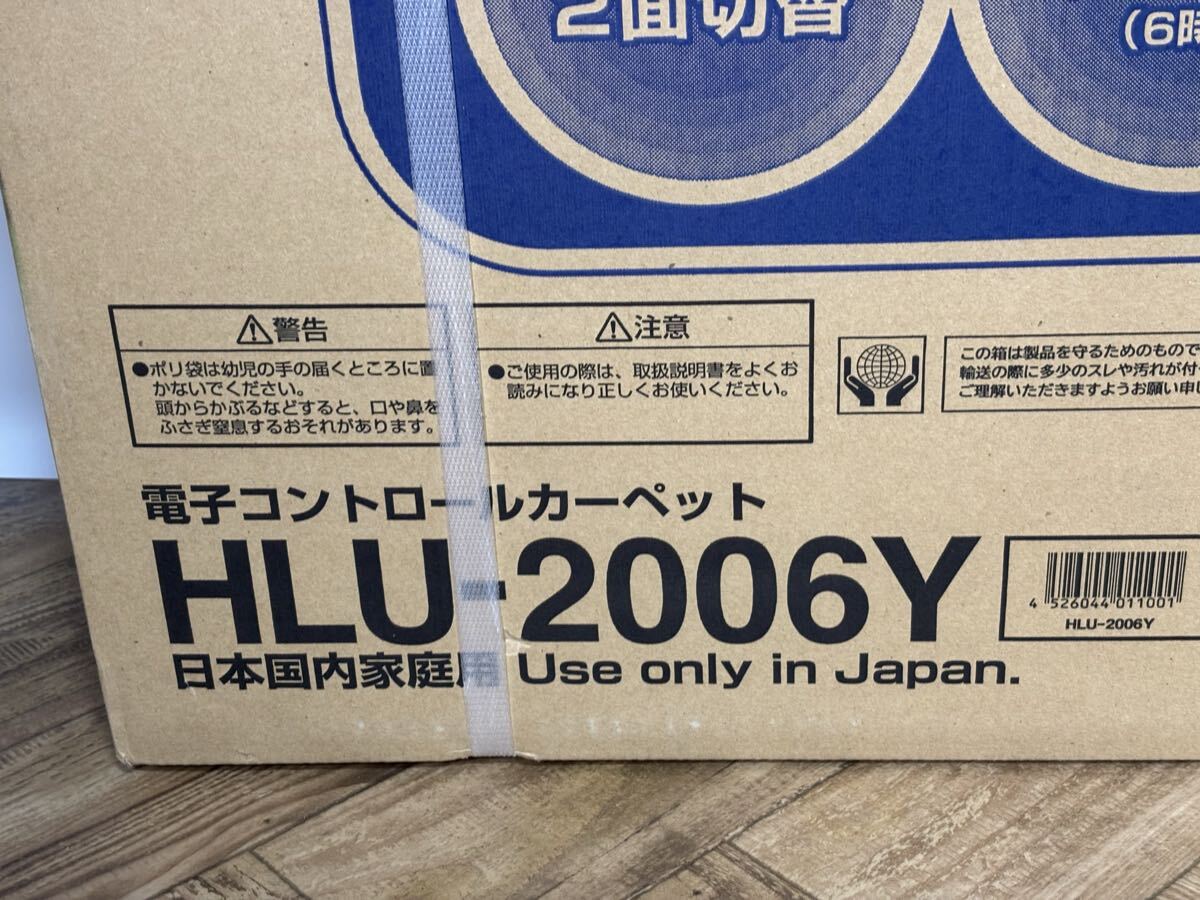 2面切替
(6時
警告
●ポリ袋は幼児の手の届くところに置
かないでください。
頭からかぶるなどすると、口や鼻を
ふさぎ窒息するおそれがあります。
注意
●ご使用の際は、取扱説明書をよくお
読みになり正しくお使いください。
この箱は製品を守るためのもので
輸送の際に多少のスレや汚れが付
ご理解いただきますようお願い申
電子コントロールカーペット
HLU-2006Y
4 526044 011001
HLU-2006Y
日本国内家庭用 Use only in Japan.